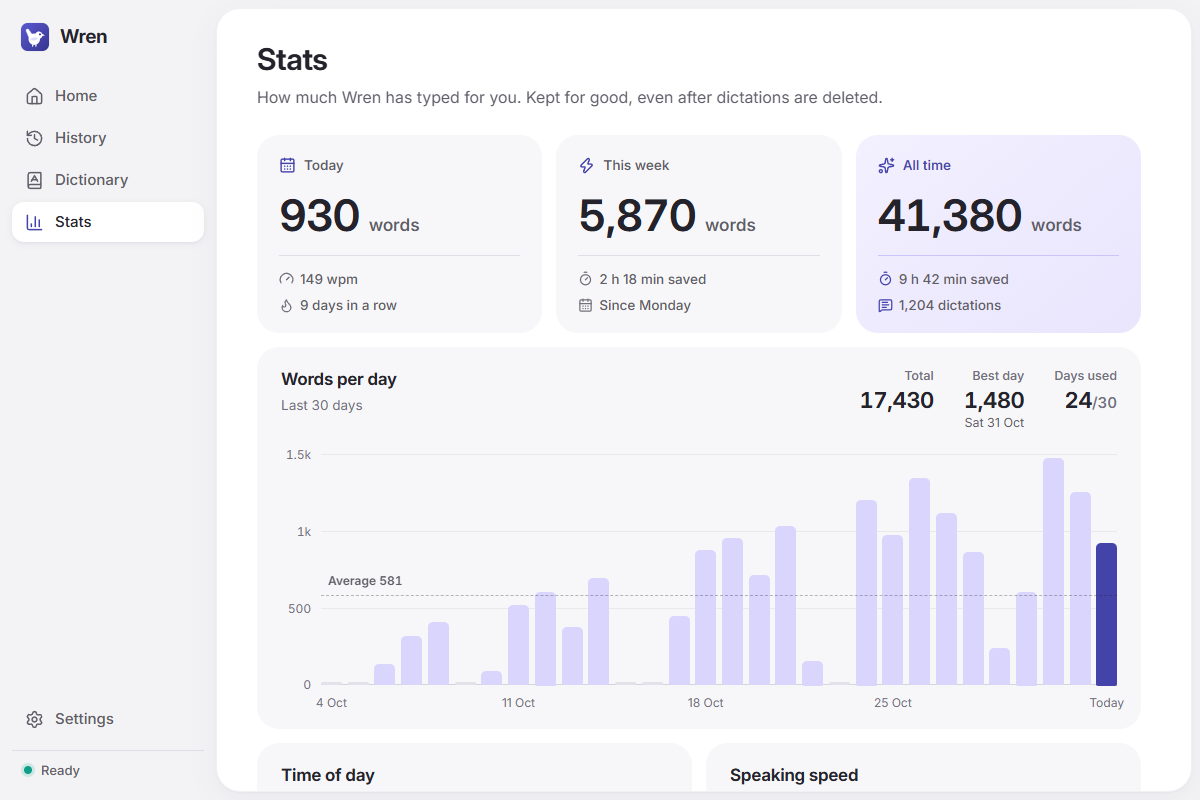 Wren
Home
History
Dictionary
Stats
Settings
Ready
Stats
How much Wren has typed for you. Kept for good, even after dictations are deleted.
Today
930 words
149 wpm
9 days in a row
This week
5,870 words
2 h 18 min saved
Since Monday
All time
41,380 words
9 h 42 min saved
1,204 dictations
Words per day
Last 30 days
Total
17,430
Best day
1,480
Sat 31 Oct
Days used
24/30
1.5k
1k
Average 581
500
0
4 Oct 11 Oct 18 Oct 25 Oct Today
Time of day
Speaking speed